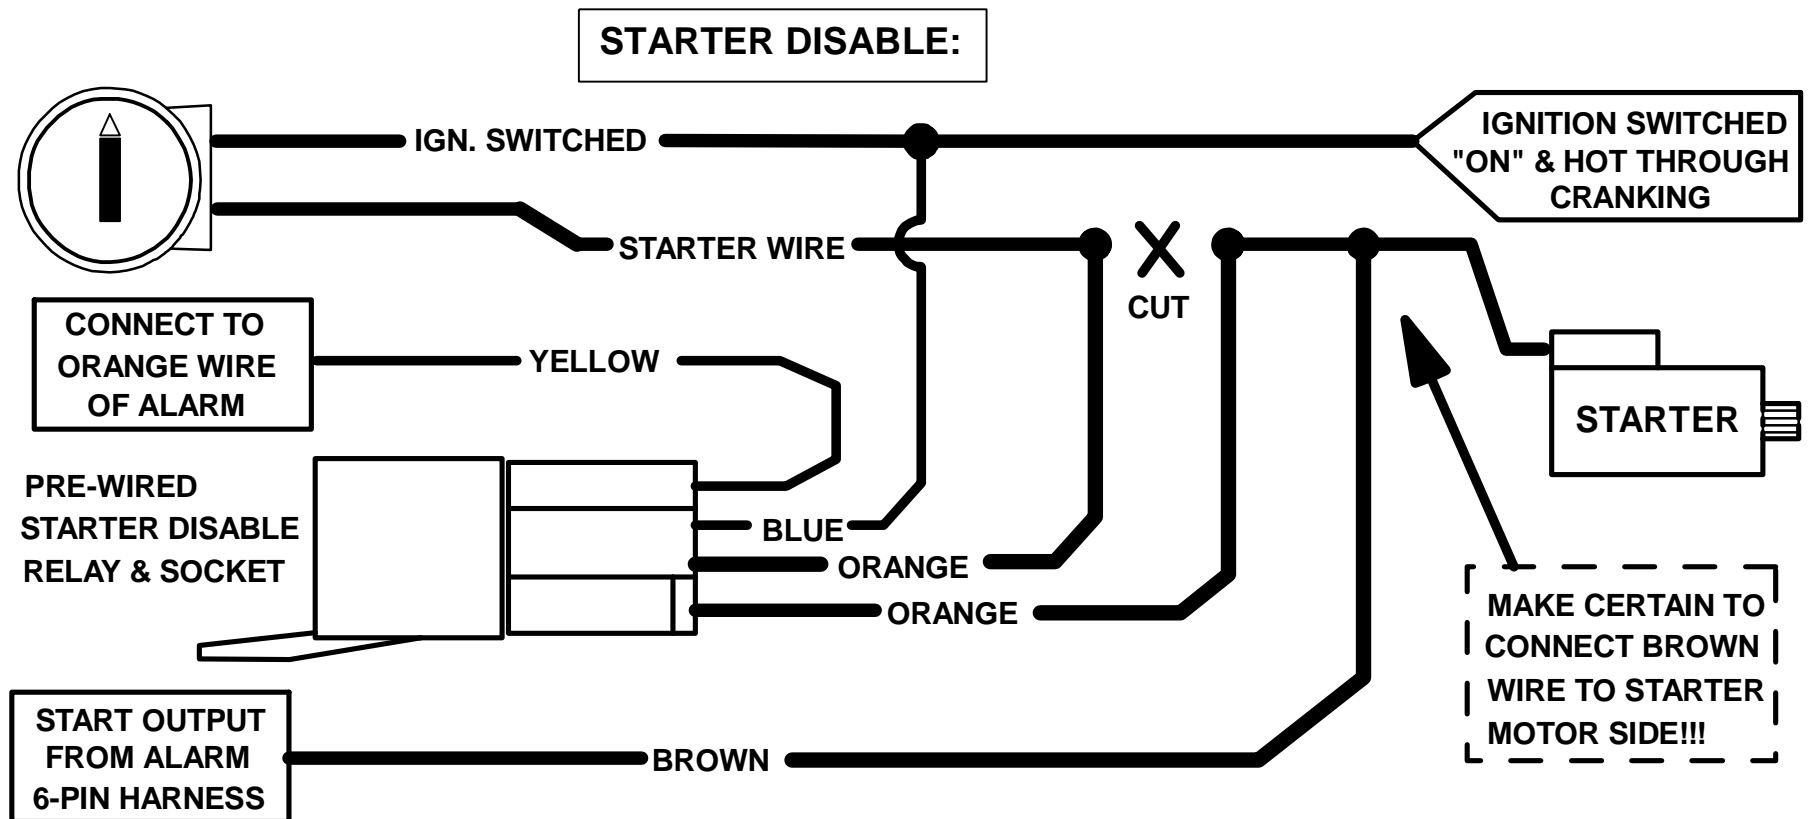 STARTER DISABLE:
IGN. SWITCHED
IGNITION SWITCHED
"ON" & HOT THROUGH
CRANKING
STARTER WIRE
CUT
CONNECT TO
ORANGE WIRE
OF ALARM
YELLOW
STARTER
PRE-WIRED
STARTER DISABLE
RELAY & SOCKET
BLUE
ORANGE
ORANGE
MAKE CERTAIN TO
CONNECT BROWN
WIRE TO STARTER
MOTOR SIDE!!!
START OUTPUT
FROM ALARM
6-PIN HARNESS
BROWN